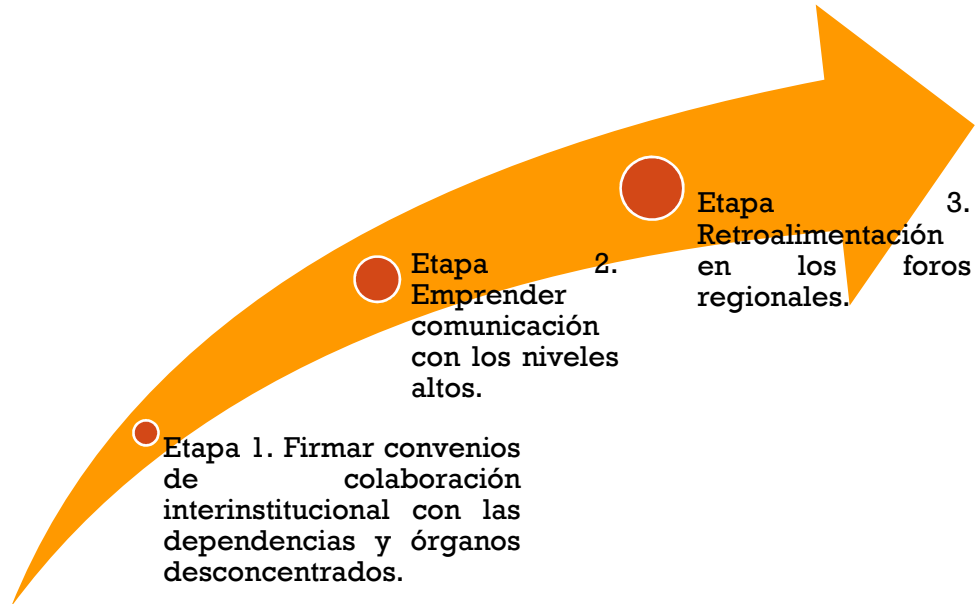 Etapa 1. Firmar convenios
de colaboración
interinstitucional con las
dependencias y órganos
desconcentrados.
Etapa 2.
Emprender
comunicación
con los niveles
altos.
Etapa 3.
Retroalimentación
en los foros
regionales.